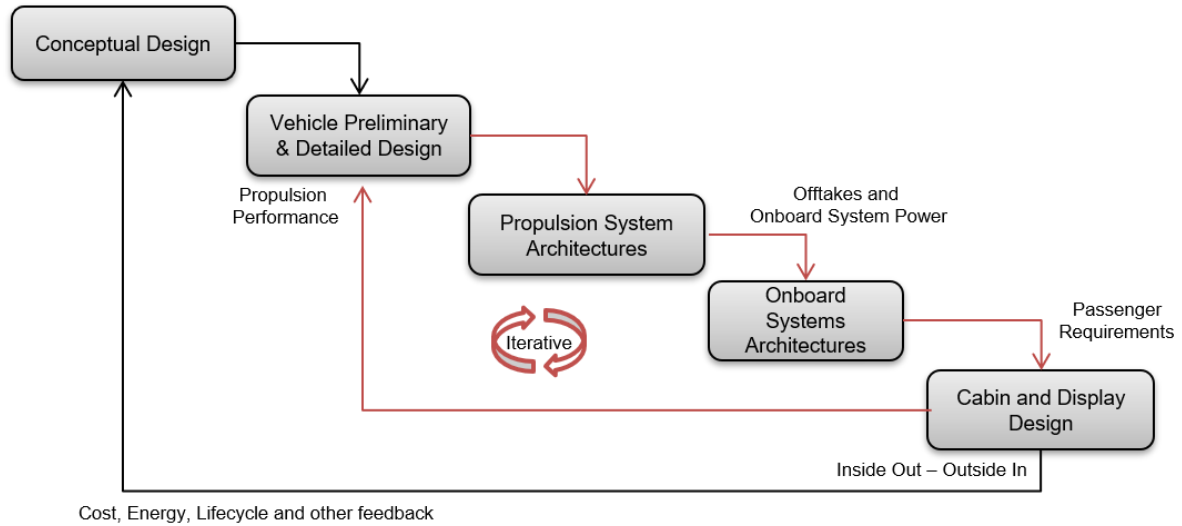 Conceptual Design
Vehicle Preliminary
& Detailed Design
Propulsion
Performance
Propulsion System
Architectures
Offtakes and
Onboard System Power
Onboard
Systems
Architectures
Passenger
Requirements
Iterative
Cabin and Display
Design
Inside Out – Outside In
Cost, Energy, Lifecycle and other feedback